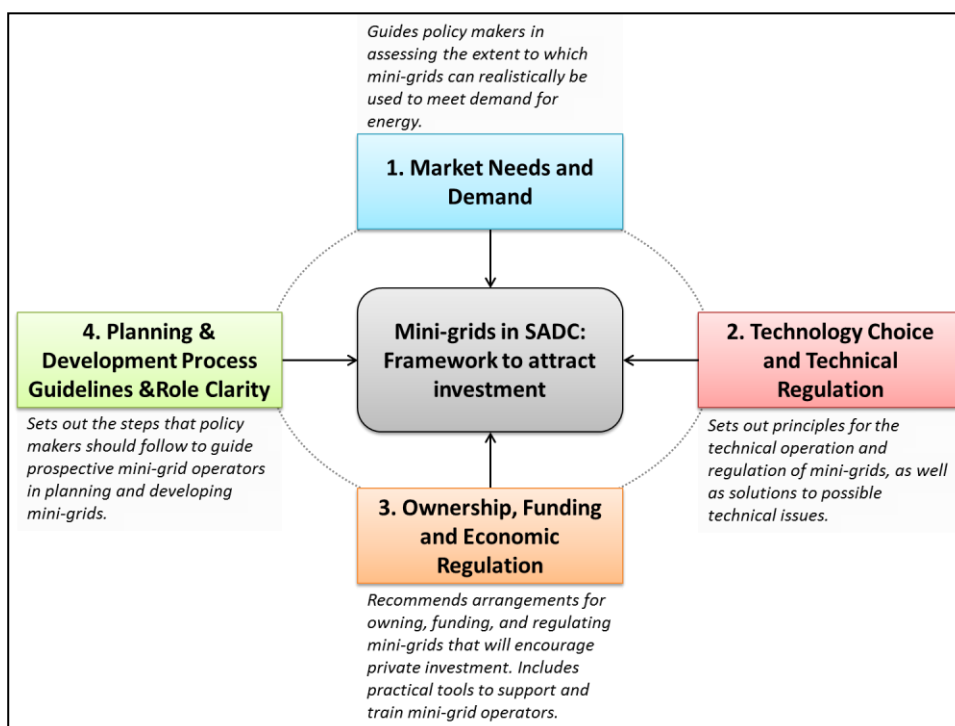 Guides policy makers in
assessing the extent to which
mini-grids can realistically be
used to meet demand for
energy.
1. Market Needs and
Demand
4. Planning &
Development Process
Guidelines &Role Clarity
Sets out the steps that policy
makers should follow to guide
prospective mini-grid operators
in planning and developing
mini-grids.
Mini-grids in SADC:
Framework to attract
investment
2. Technology Choice
and Technical
Regulation
Sets out principles for the
technical operation and
regulation of mini-grids, as well
as solutions to possible
technical issues.
3. Ownership, Funding
and Economic
Regulation
Recommends arrangements for
owning, funding, and regulating
mini-grids that will encourage
private investment. Includes
practical tools to support and
train mini-grid operators.